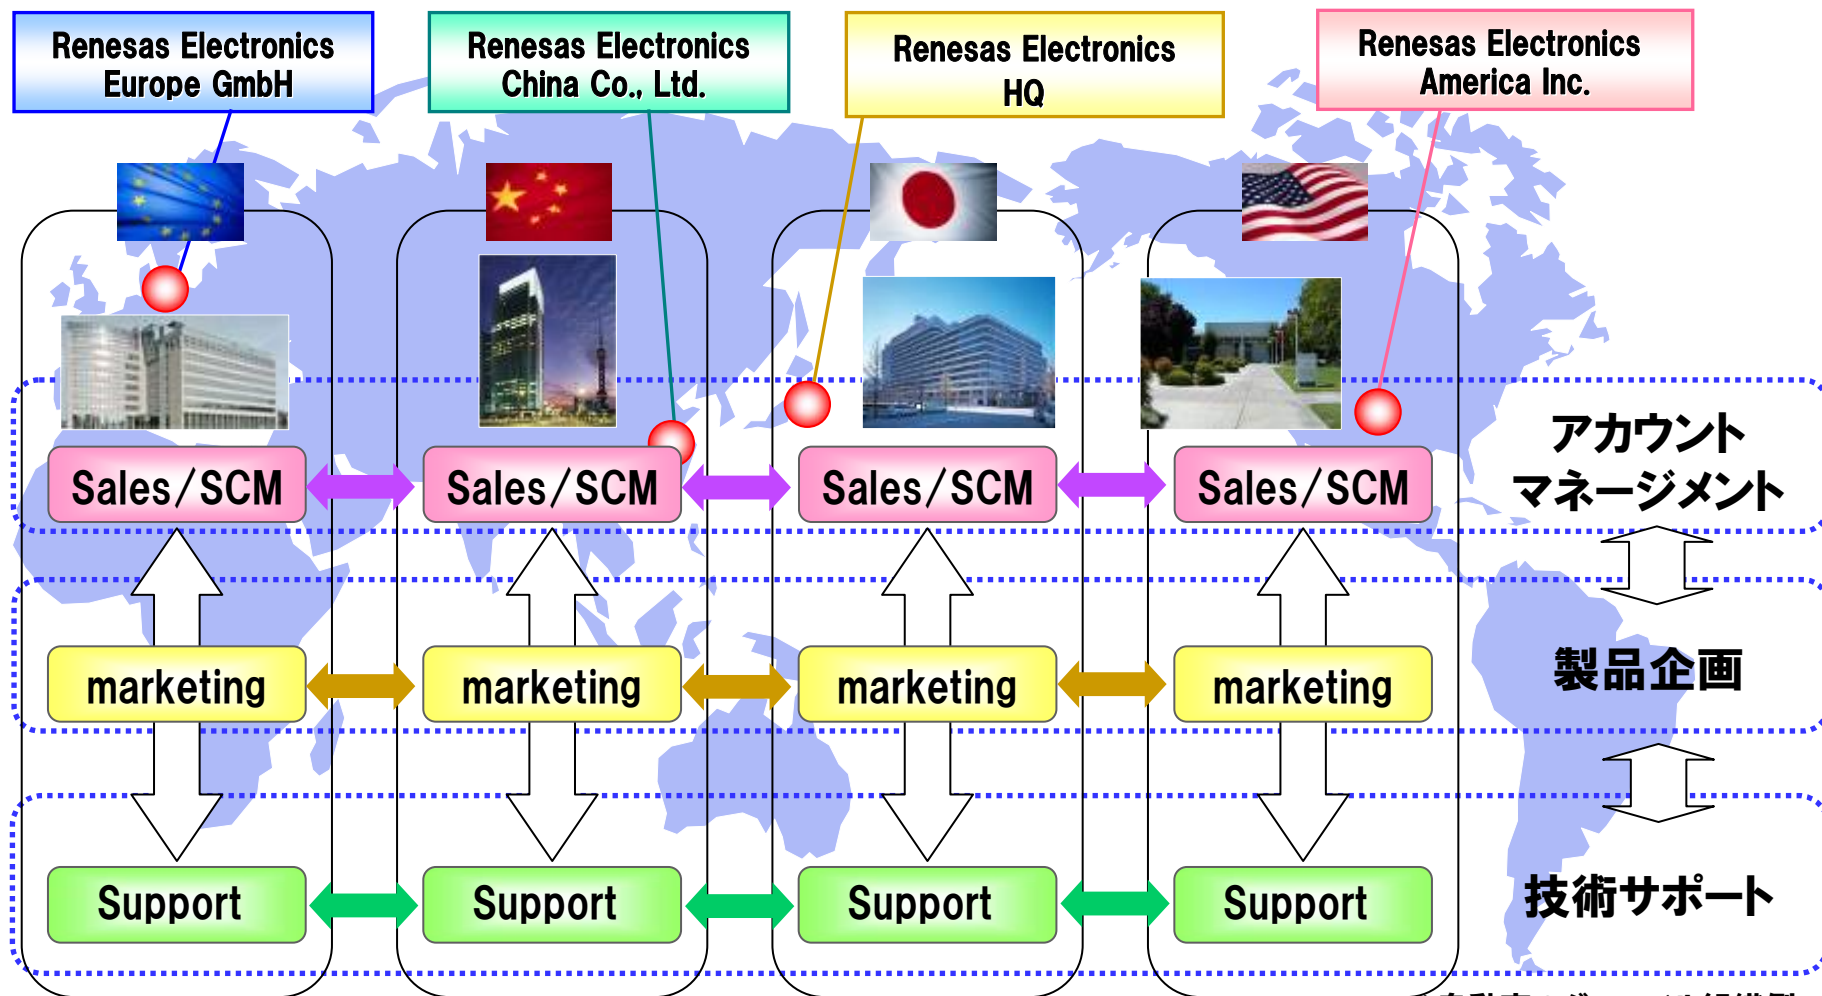 Renesas Electronics
Europe GmbH
Renesas Electronics
China Co., Ltd.
Renesas Electronics
HQ
Renesas Electronics
America Inc.
アカウント
マネージメント
Sales/SCM
Sales/SCM
Sales/SCM
Sales/SCM
製品企画
marketing
marketing
marketing
marketing
技術サポート
Support
Support
Support
Support